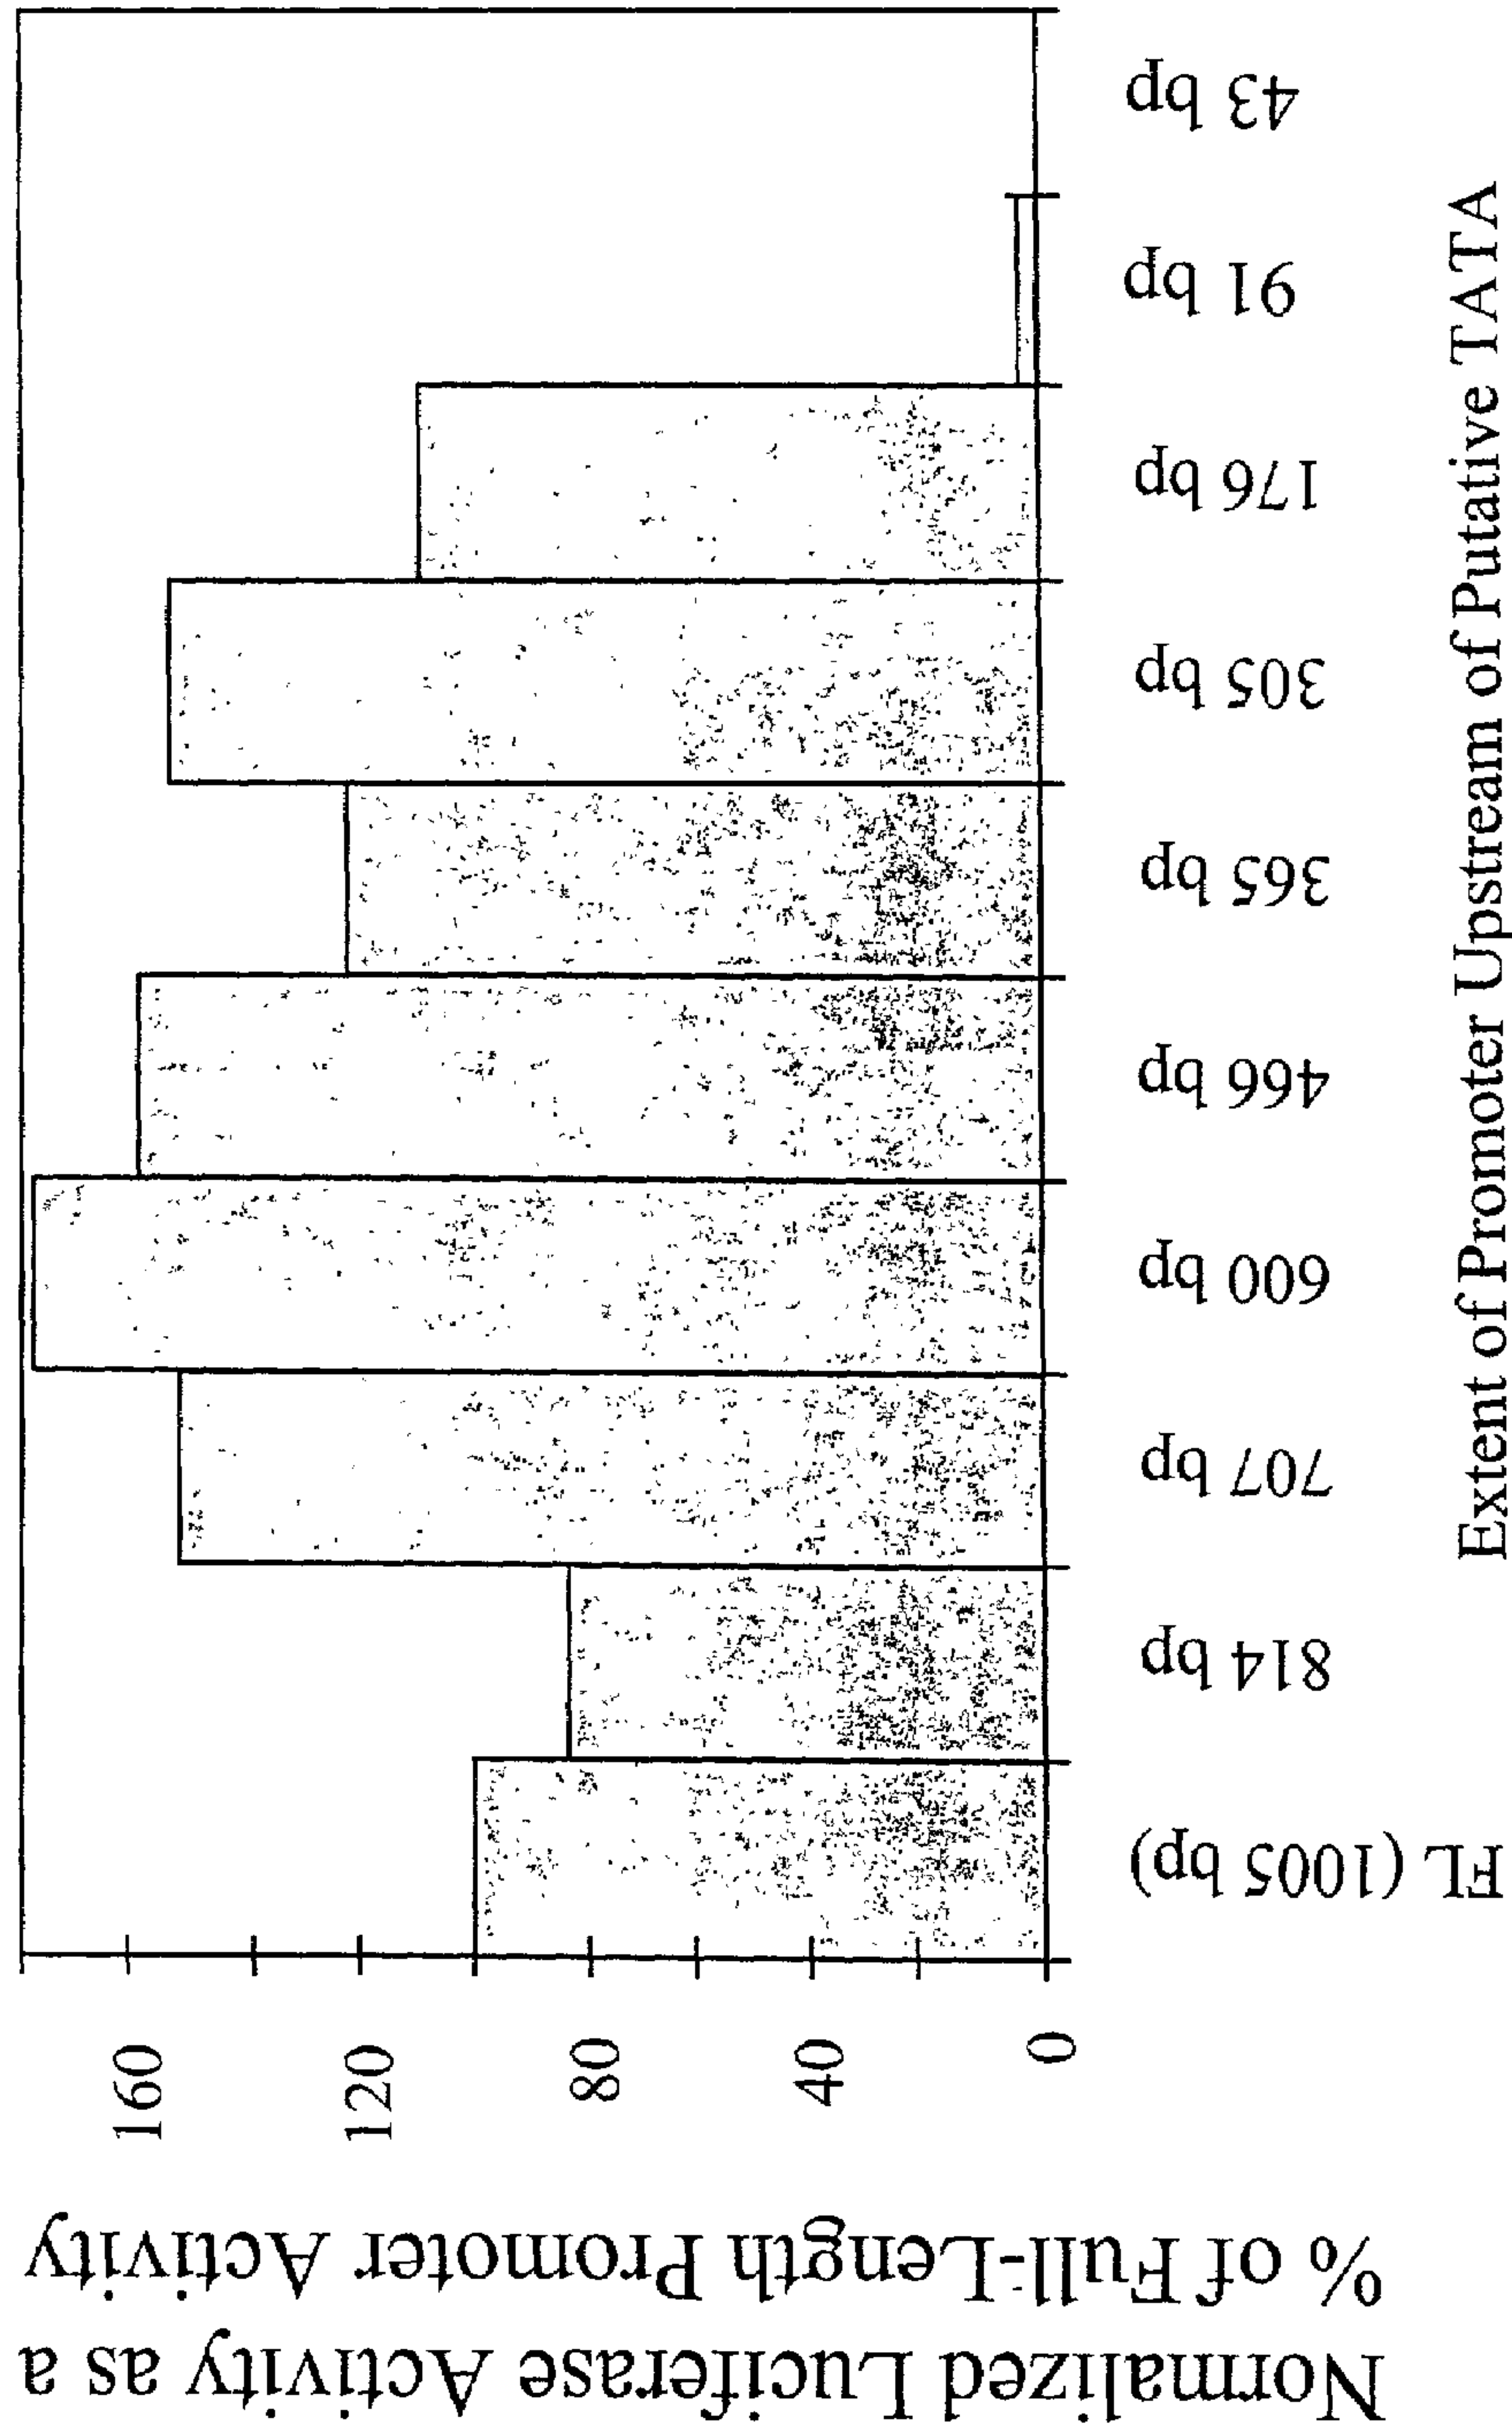 Normalized Luciferase Activity as a
% of Full-Length Promoter Activity
160
120
80
40
0
FL (1005 bp)
814 bp
707 bp
600 bp
466 bp
365 bp
305 bp
176 bp
91 bp
43 bp
Extent of Promoter Upstream of Putative TATA